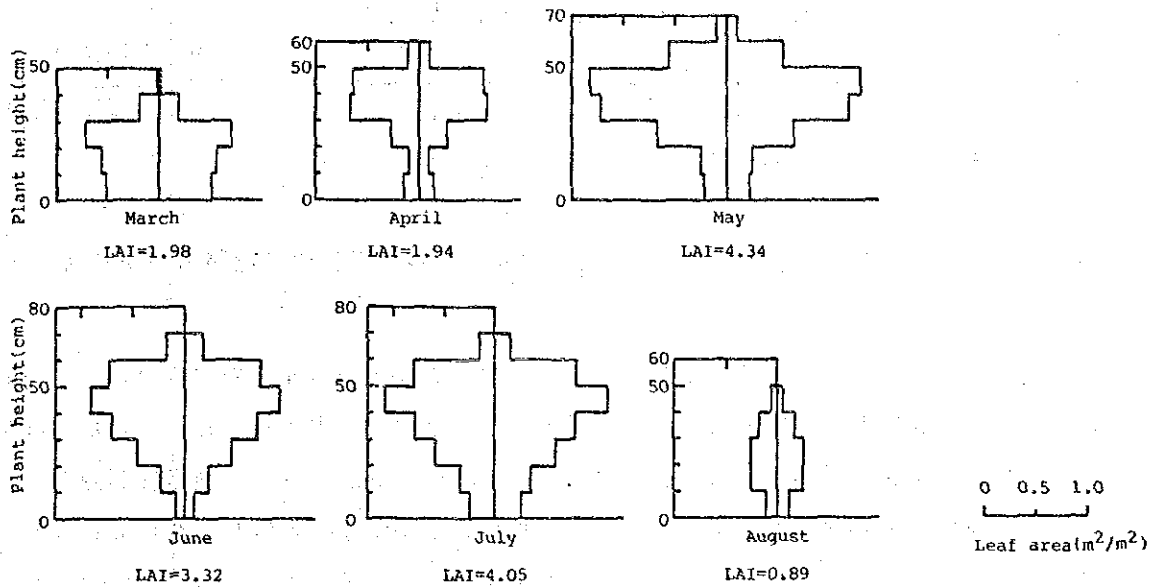 Plant height(cm)
50
0
March
LAI=1.98
60
50
0
April
LAI=1.94
70
50
0
May
LAI=4.34
Plant height(cm)
80
50
0
June
LAI=3.32
80
50
0
July
LAI=4.05
60
50
0
August
LAI=0.89
0 0.5 1.0
Leaf area(m²/m²)